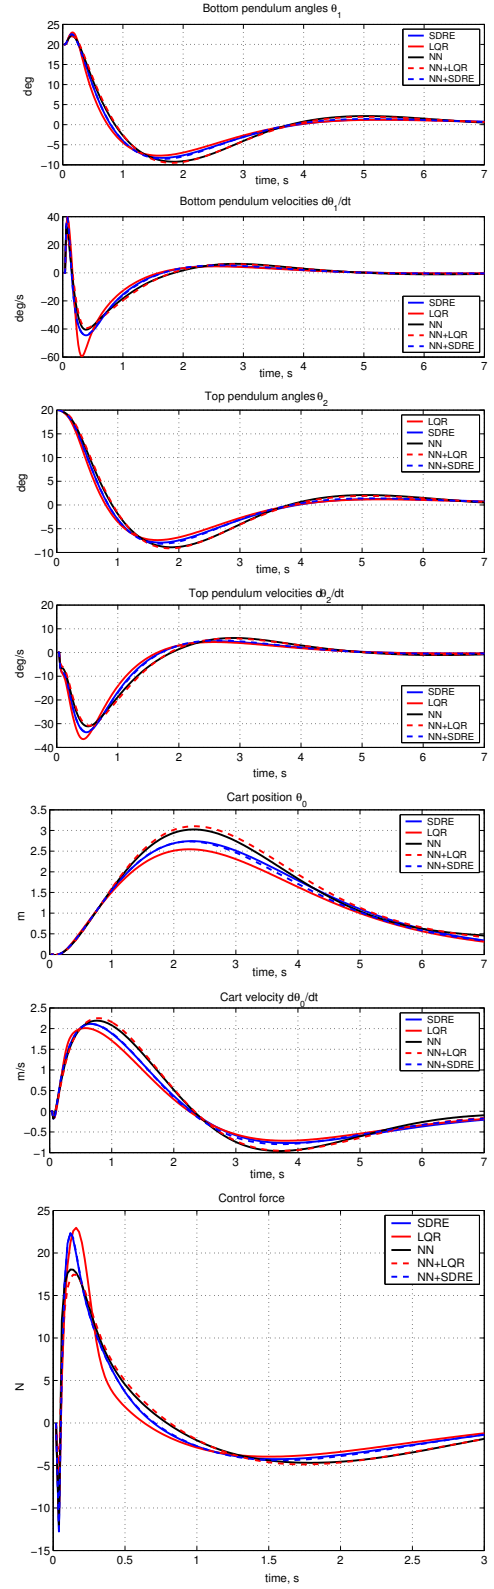 Bottom pendulum angles θ1
deg
25
20
15
10
5
0
−5
−10
SDRE
LQR
NN
NN+LQR
NN+SDRE
0 1 2 3 4 5 6 7
time, s
Bottom pendulum velocities dθ1/dt
deg/s
40
20
0
−20
−40
−60
SDRE
LQR
NN
NN+LQR
NN+SDRE
0 1 2 3 4 5 6 7
time, s
Top pendulum angles θ2
deg
20
15
10
5
0
−5
−10
LQR
SDRE
NN
NN+LQR
NN+SDRE
0 1 2 3 4 5 6 7
time, s
Top pendulum velocities dθ2/dt
deg/s
20
10
0
−10
−20
−30
−40
SDRE
LQR
NN
NN+LQR
NN+SDRE
0 1 2 3 4 5 6 7
time, s
Cart position θ0
m
3.5
3
2.5
2
1.5
1
0.5
0
SDRE
LQR
NN
NN+LQR
NN+SDRE
0 1 2 3 4 5 6 7
time, s
Cart velocity dθ0/dt
m/s
2.5
2
1.5
1
0.5
0
−0.5
−1
SDRE
LQR
NN
NN+LQR
NN+SDRE
0 1 2 3 4 5 6 7
time, s
Control force
N
25
20
15
10
5
0
−5
−10
−15
SDRE
LQR
NN
NN+LQR
NN+SDRE
0 0.5 1 1.5 2 2.5 3
time, s